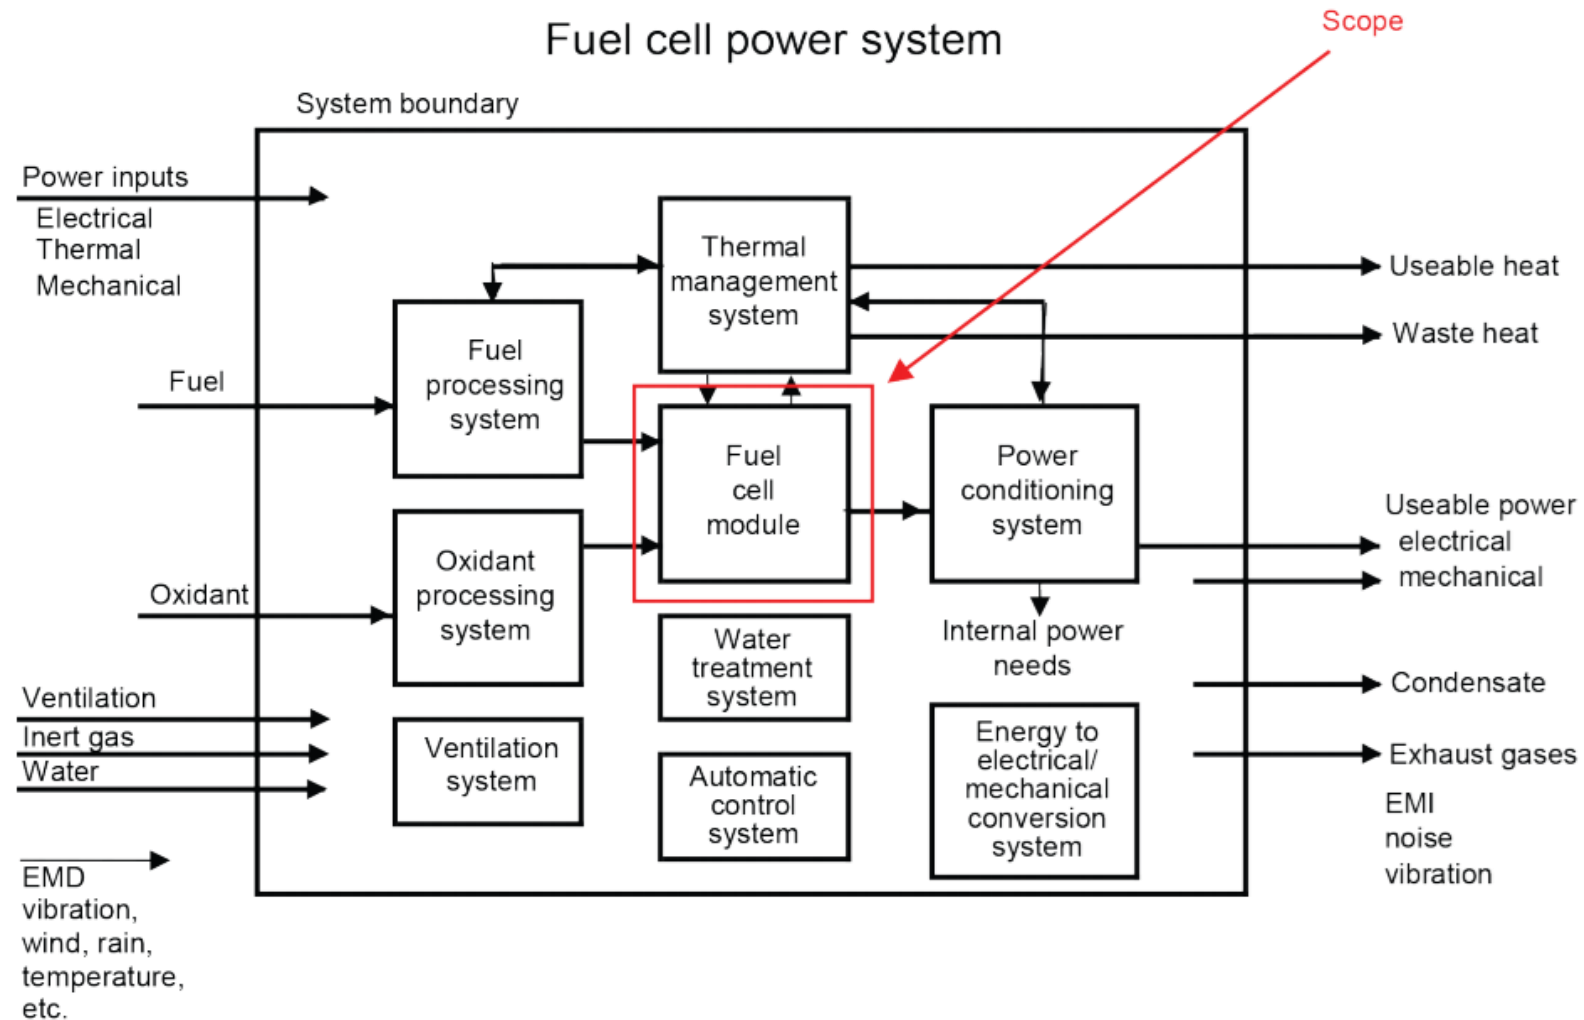 Fuel cell power system
Scope
System boundary
Power inputs
Electrical
Thermal
Mechanical
Fuel
Oxidant
Ventilation
Inert gas
Water
EMD
vibration,
wind, rain,
temperature,
etc.
Fuel
processing
system
Oxidant
processing
system
Ventilation
system
Thermal
management
system
Fuel
cell
module
Water
treatment
system
Automatic
control
system
Power
conditioning
system
Internal power
needs
Energy to
electrical/
mechanical
conversion
system
Useable heat
Waste heat
Useable power
electrical
mechanical
Condensate
Exhaust gases
EMI
noise
vibration